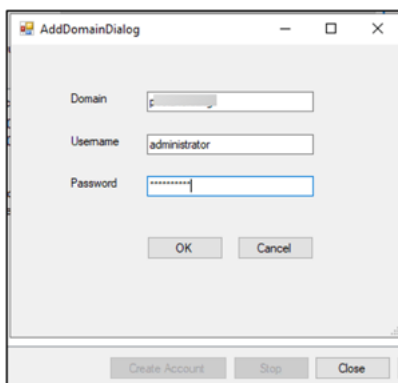 AddDomainDialog
Domain
Username administrator
Password **********
OK Cancel
Create Account Stop Close